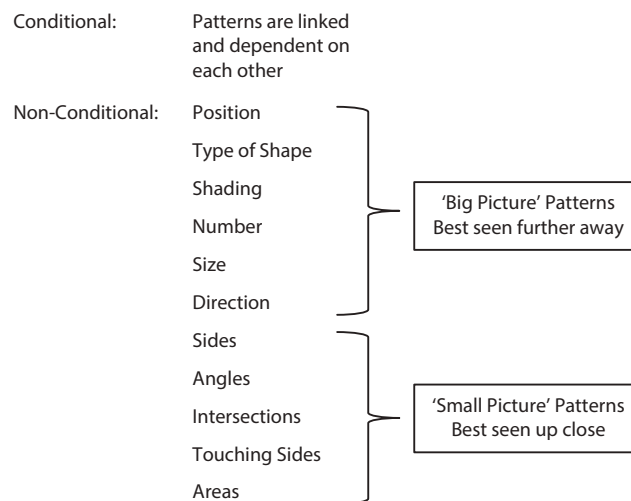 Conditional: Patterns are linked
and dependent on
each other
Non-Conditional: Position
Type of Shape
Shading
Number
Size
Direction
‘Big Picture’ Patterns
Best seen further away
Sides
Angles
Intersections
Touching Sides
Areas
‘Small Picture’ Patterns
Best seen up close